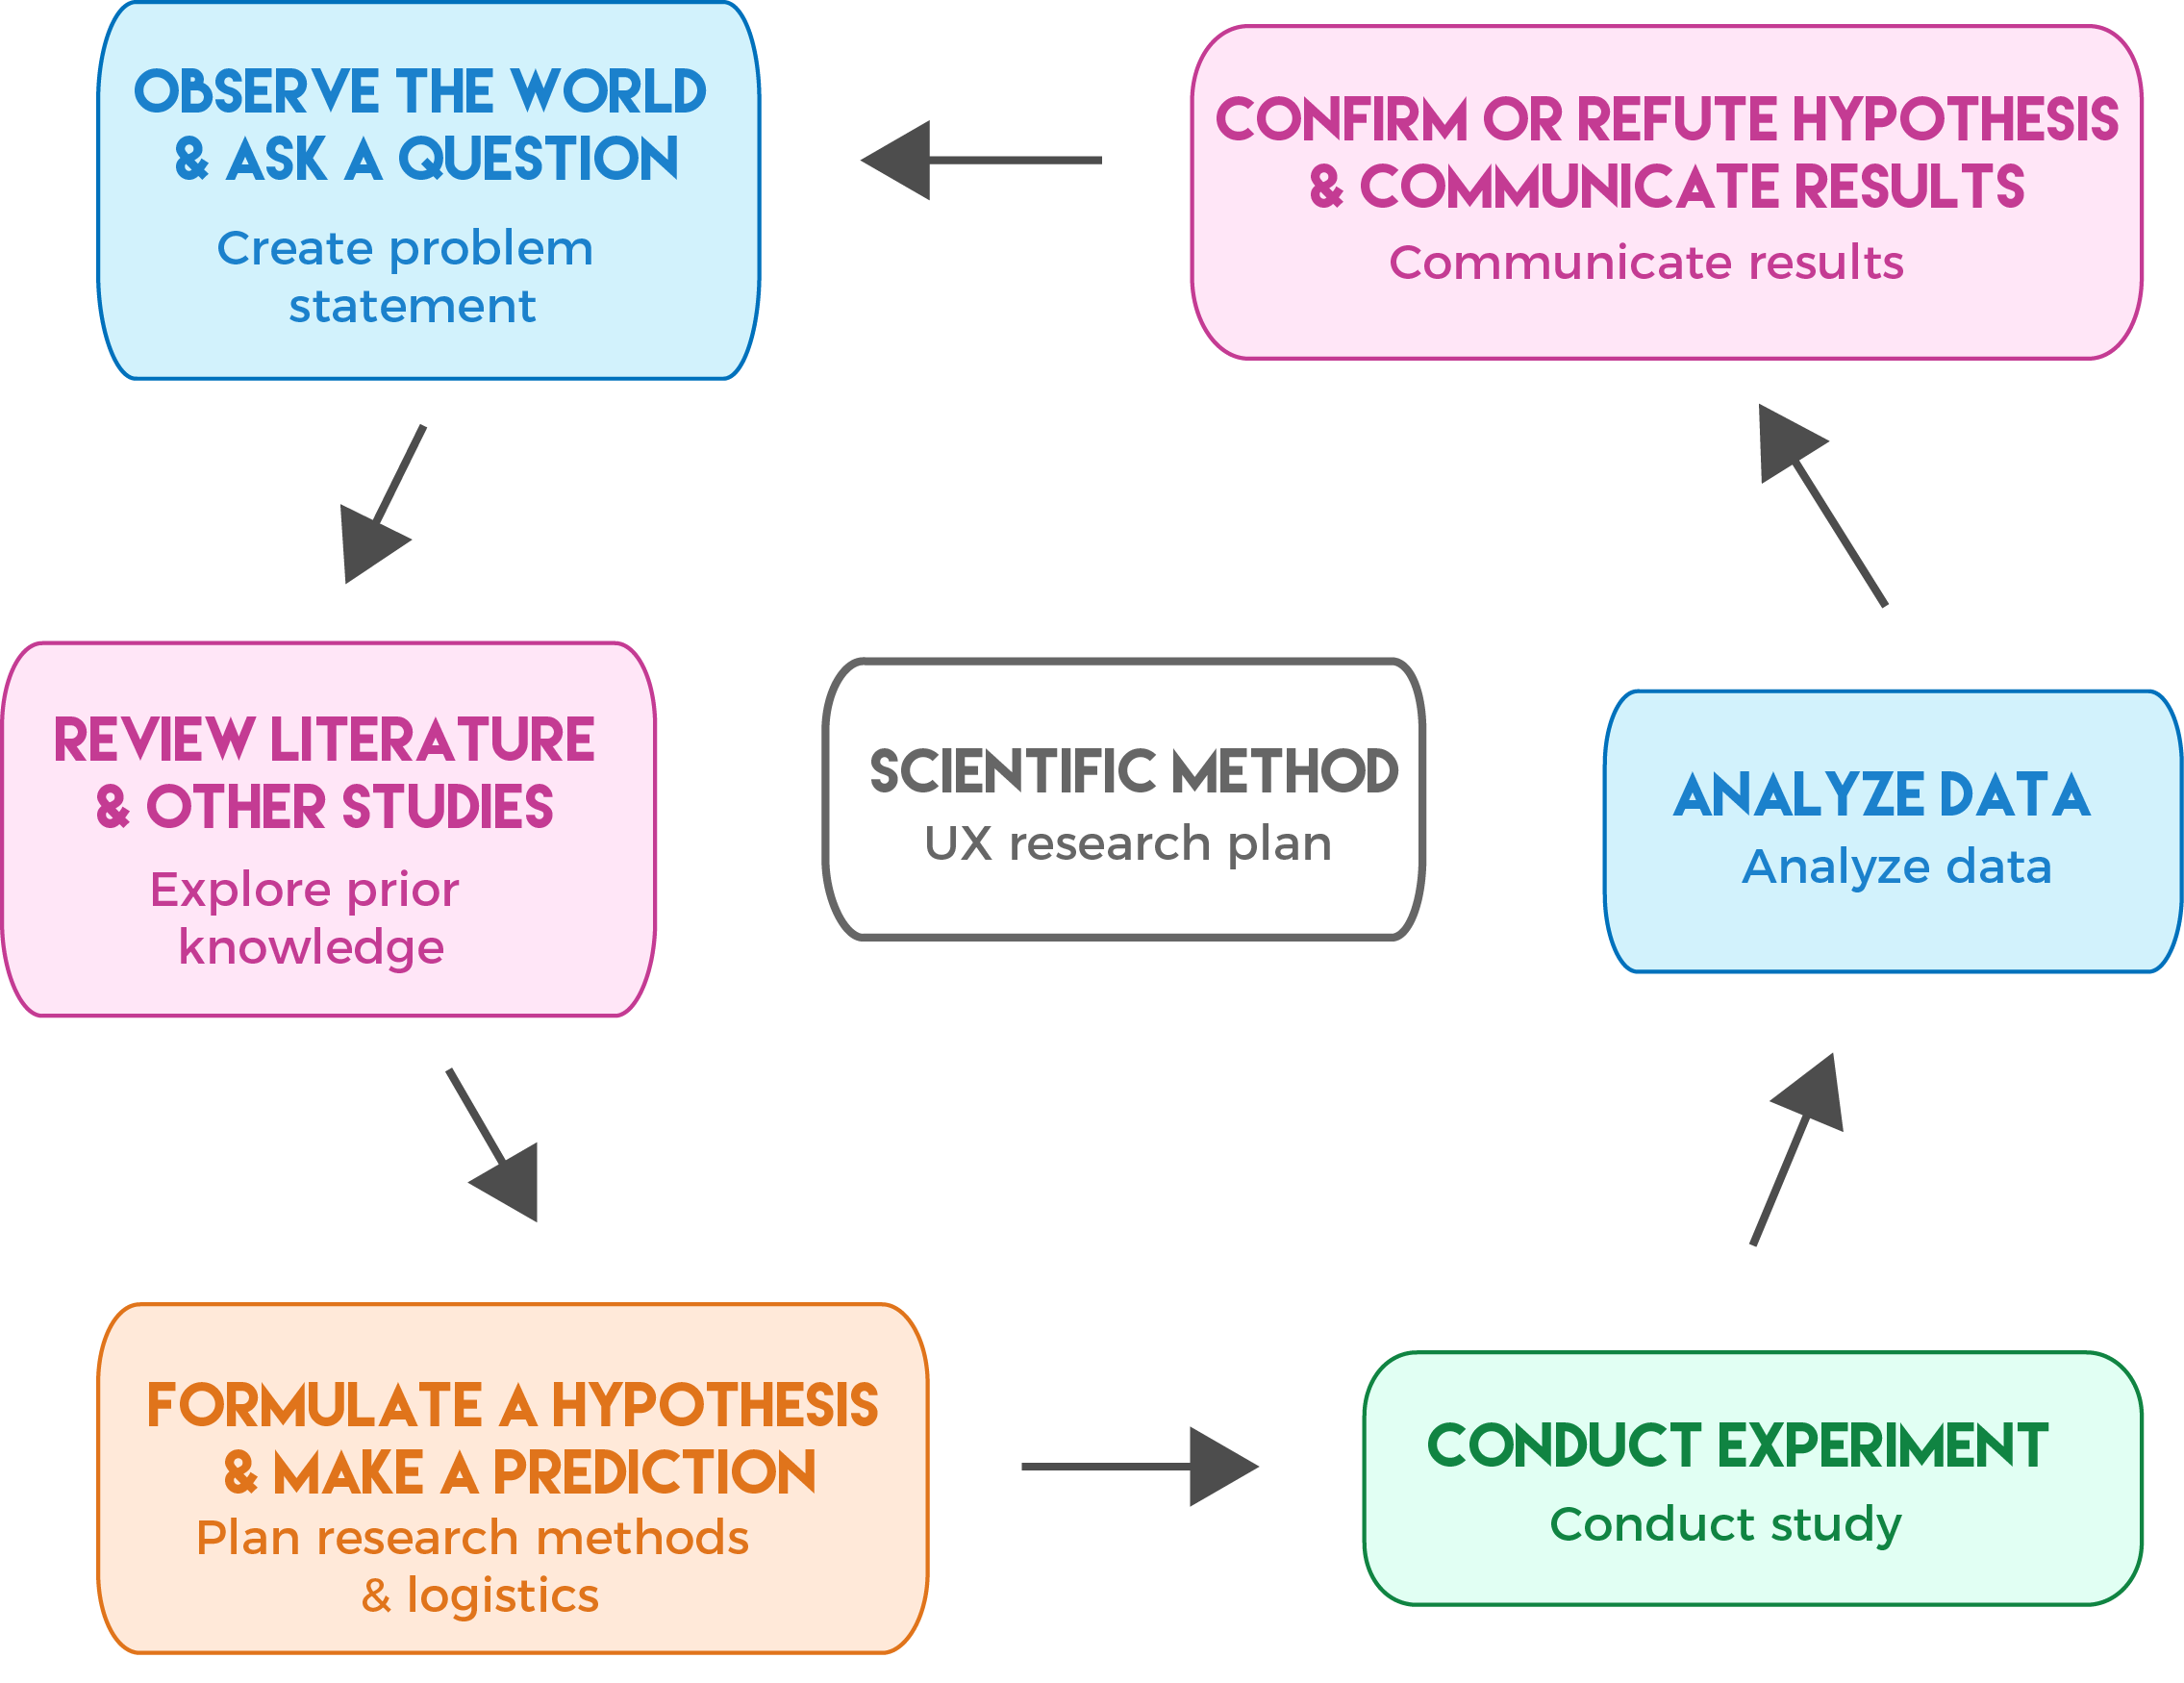 OBSERVE THE WORLD
& ASK A QUESTION
Create problem
statement
CONFIRM OR REFUTE HYPOTHESIS
& COMMUNICATE RESULTS
Communicate results
REVIEW LITERATURE
& OTHER STUDIES
Explore prior
knowledge
SCIENTIFIC METHOD
UX research plan
ANALYZE DATA
Analyze data
FORMULATE A HYPOTHESIS
& MAKE A PREDICTION
Plan research methods
& logistics
CONDUCT EXPERIMENT
Conduct study